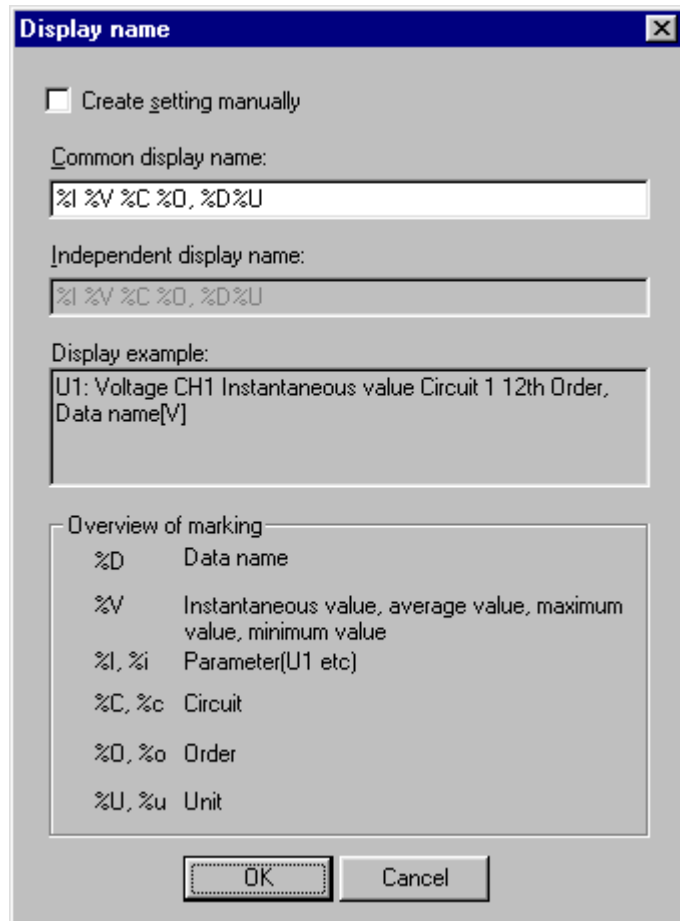 Display name
Create setting manually
Common display name:
%I %V %C %O, %D%U
Independent display name:
%I %V %C %O, %D%U
Display example:
U1: Voltage CH1 Instantaneous value Circuit 1 12th Order,
Data name[V]
Overview of marking
%D Data name
%V Instantaneous value, average value, maximum
value, minimum value
%I, %i Parameter(U1 etc)
%C, %c Circuit
%O, %o Order
%U, %u Unit
OK Cancel